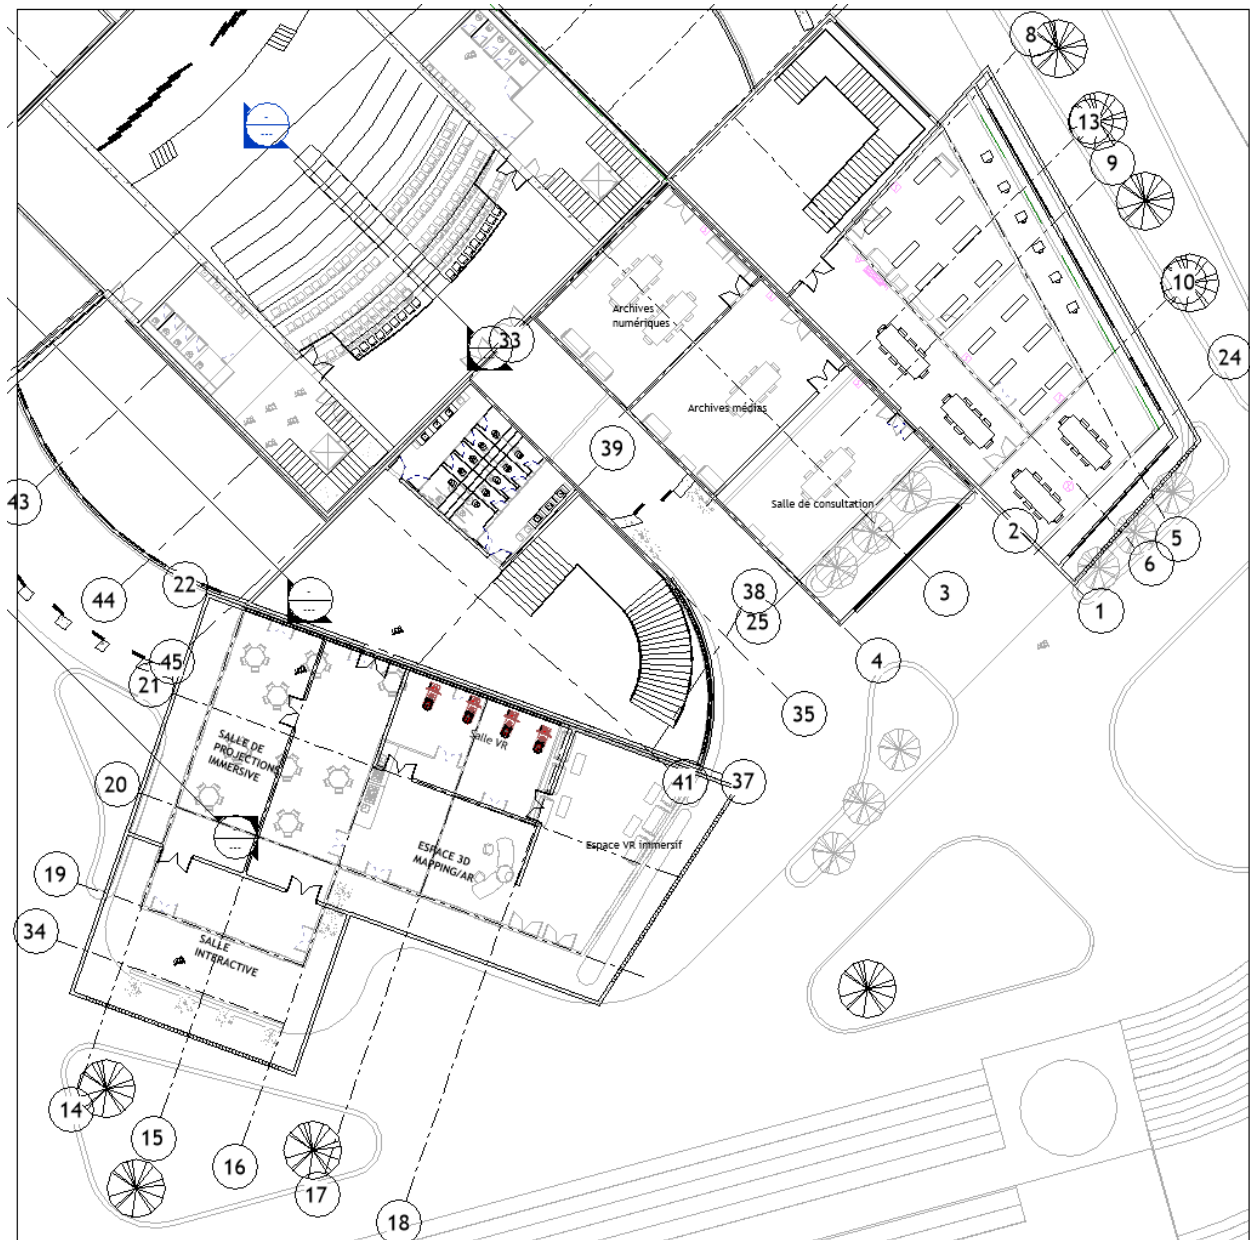 8
13
9
10
33
24
Archives
numériques
Archives médias
39
43
Salle de consultation
2
5
6
22
44
38
3
1
25
45
4
21
35
SALLE DE
PROJECTIONS
IMMERSIVE
Salle VR
20
41
37
ESPACE 3D
MAPPING/AR
Espace VR immersif
19
34
SALLE
INTERACTIVE
14
15
16
17
18